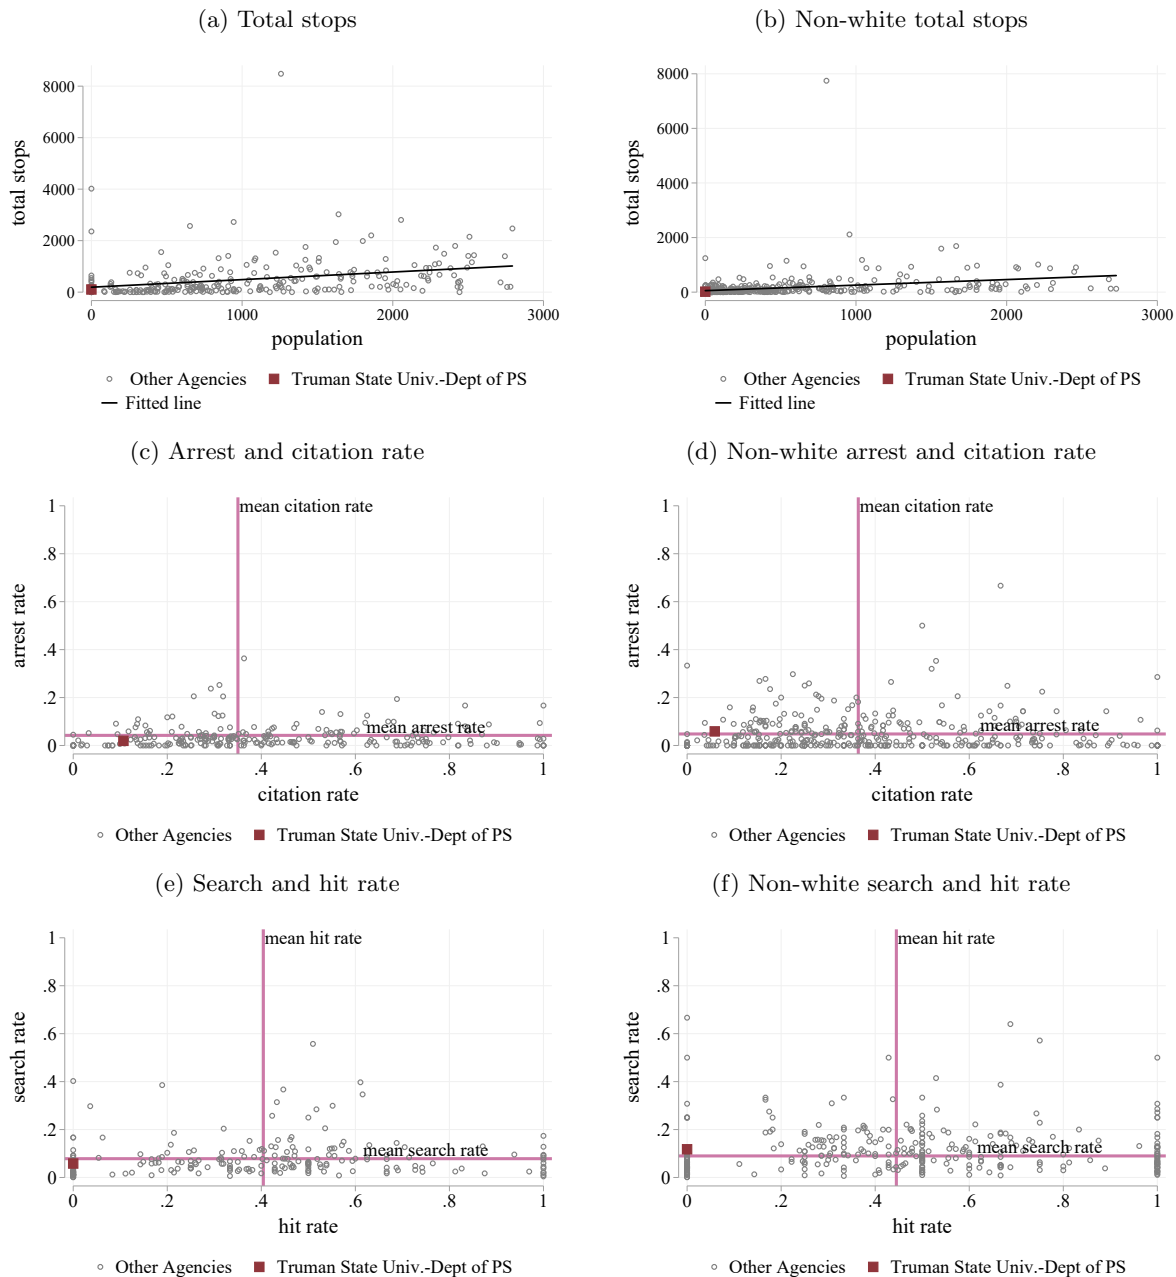 (a) Total stops
8000
6000
4000
2000
0
total stops
0 1000 2000 3000
population
Other Agencies Truman State Univ.-Dept of PS
Fitted line
(b) Non-white total stops
8000
6000
4000
2000
0
total stops
0 1000 2000 3000
population
Other Agencies Truman State Univ.-Dept of PS
Fitted line
(c) Arrest and citation rate
mean citation rate
1
.8
.6
.4
.2
0
arrest rate
mean arrest rate
0 .2 .4 .6 .8 1
citation rate
Other Agencies Truman State Univ.-Dept of PS
(d) Non-white arrest and citation rate
mean citation rate
1
.8
.6
.4
.2
0
arrest rate
mean arrest rate
0 .2 .4 .6 .8 1
citation rate
Other Agencies Truman State Univ.-Dept of PS
(e) Search and hit rate
mean hit rate
1
.8
.6
.4
.2
0
search rate
mean search rate
0 .2 .4 .6 .8 1
hit rate
Other Agencies Truman State Univ.-Dept of PS
(f) Non-white search and hit rate
mean hit rate
1
.8
.6
.4
.2
0
search rate
mean search rate
0 .2 .4 .6 .8 1
hit rate
Other Agencies Truman State Univ.-Dept of PS